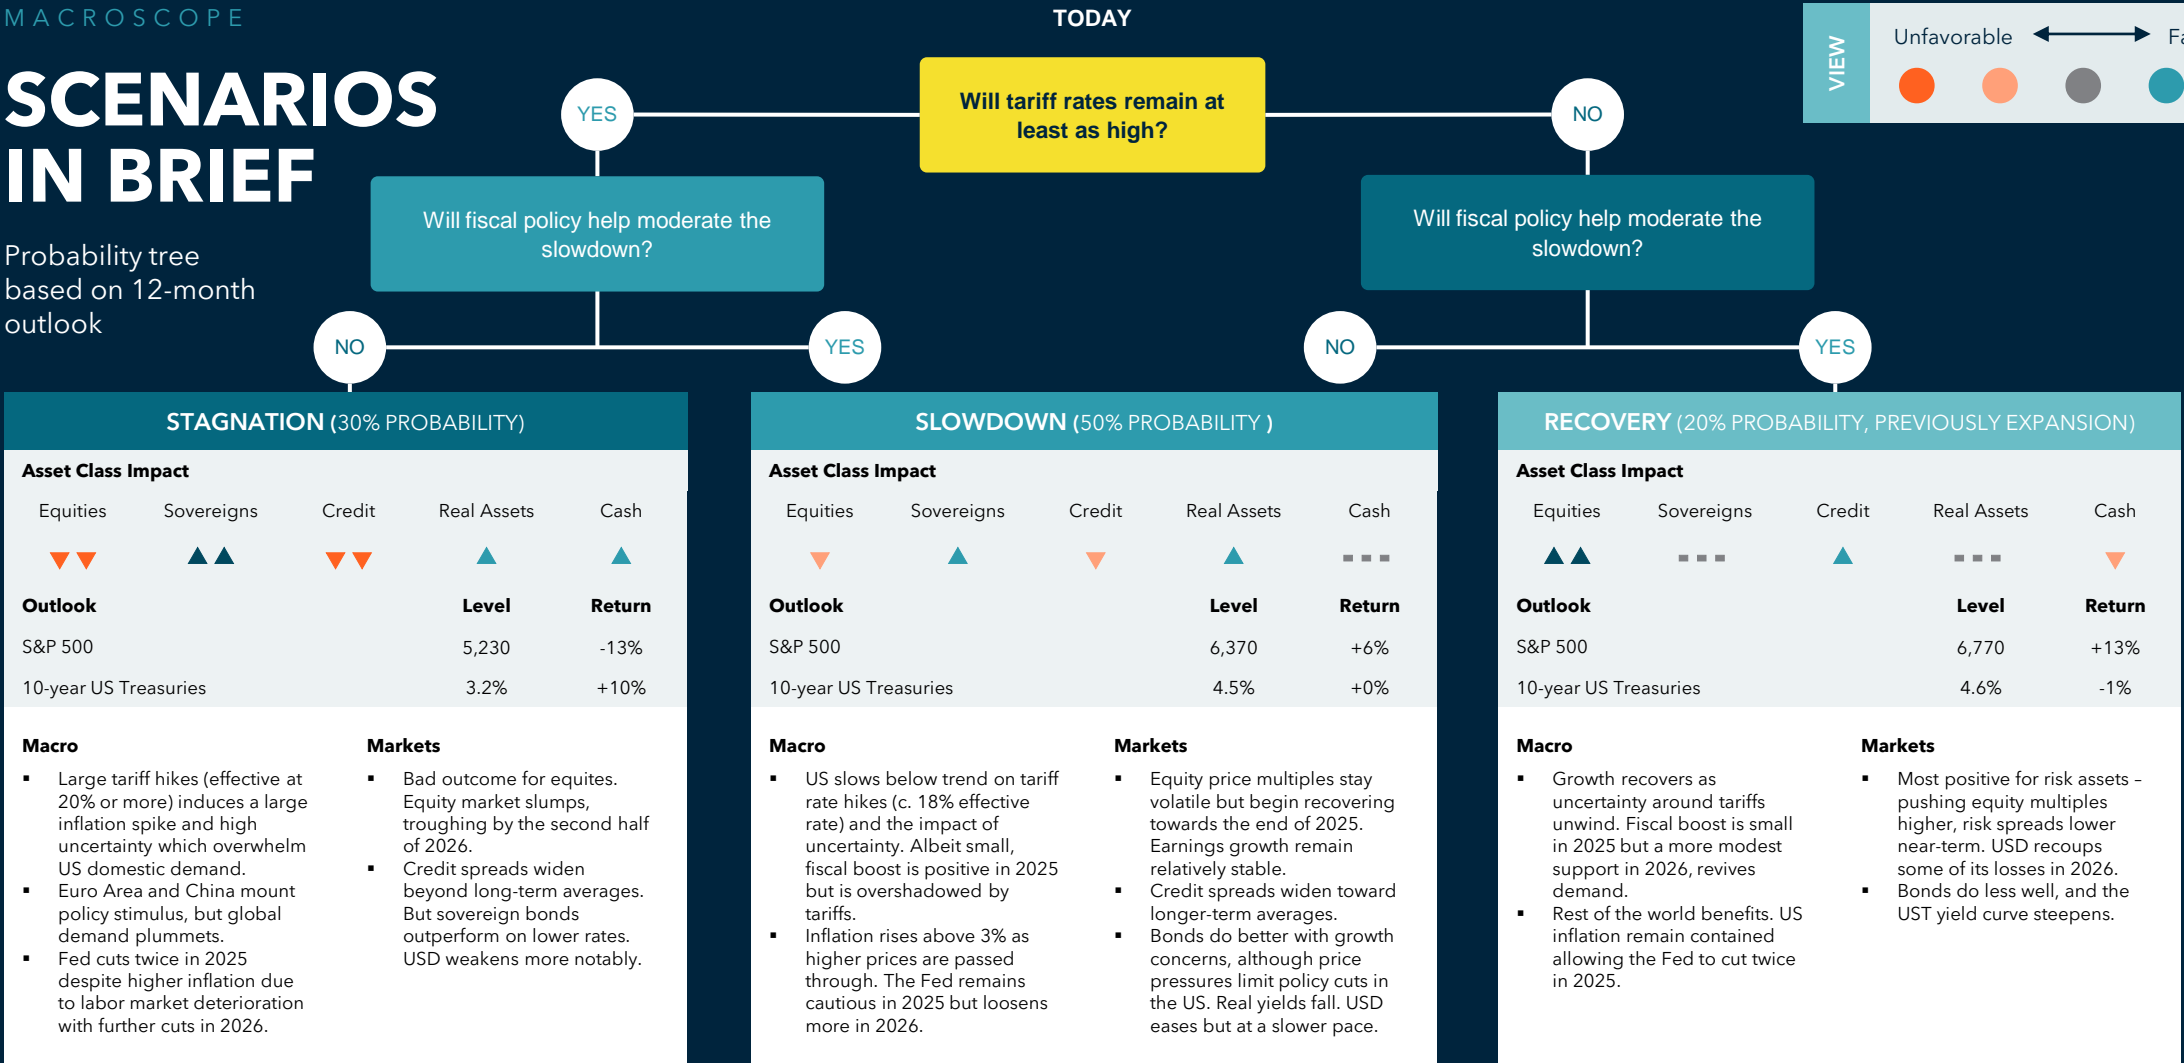 MACROSCOPE
SCENARIOS
IN BRIEF
Probability tree
based on 12-month
outlook
TODAY
Will tariff rates remain at
least as high?
VIEW
Unfavorable
YES
NO
Will fiscal policy help moderate the
slowdown?
Will fiscal policy help moderate the
slowdown?
NO
YES
NO
YES
STAGNATION (30% PROBABILITY)
Asset Class Impact
Equities Sovereigns Credit Real Assets Cash
Outlook Level Return
S&P 500 5,230 -13%
10-year US Treasuries 3.2% +10%
Macro
▪ Large tariff hikes (effective at
20% or more) induces a large
inflation spike and high
uncertainty which overwhelm
US domestic demand.
▪ Euro Area and China mount
policy stimulus, but global
demand plummets.
▪ Fed cuts twice in 2025
despite higher inflation due
to labor market deterioration
with further cuts in 2026.
Markets
▪ Bad outcome for equites.
Equity market slumps,
troughing by the second half
of 2026.
▪ Credit spreads widen
beyond long-term averages.
But sovereign bonds
outperform on lower rates.
USD weakens more notably.
SLOWDOWN (50% PROBABILITY )
Asset Class Impact
Equities Sovereigns Credit Real Assets Cash
Outlook Level Return
S&P 500 6,370 +6%
10-year US Treasuries 4.5% +0%
Macro
▪ US slows below trend on tariff
rate hikes (c. 18% effective
rate) and the impact of
uncertainty. Albeit small,
fiscal boost is positive in 2025
but is overshadowed by
tariffs.
▪ Inflation rises above 3% as
higher prices are passed
through. The Fed remains
cautious in 2025 but loosens
more in 2026.
Markets
▪ Equity price multiples stay
volatile but begin recovering
towards the end of 2025.
Earnings growth remain
relatively stable.
▪ Credit spreads widen toward
longer-term averages.
▪ Bonds do better with growth
concerns, although price
pressures limit policy cuts in
the US. Real yields fall. USD
eases but at a slower pace.
RECOVERY (20% PROBABILITY, PREVIOUSLY EXPANSION)
Asset Class Impact
Equities Sovereigns Credit Real Assets Cash
Outlook Level Return
S&P 500 6,770 +13%
10-year US Treasuries 4.6% -1%
Macro
▪ Growth recovers as
uncertainty around tariffs
unwind. Fiscal boost is small
in 2025 but a more modest
support in 2026, revives
demand.
▪ Rest of the world benefits. US
inflation remain contained
allowing the Fed to cut twice
in 2025.
Markets
▪ Most positive for risk assets –
pushing equity multiples
higher, risk spreads lower
near-term. USD recoups
some of its losses in 2026.
▪ Bonds do less well, and the
UST yield curve steepens.